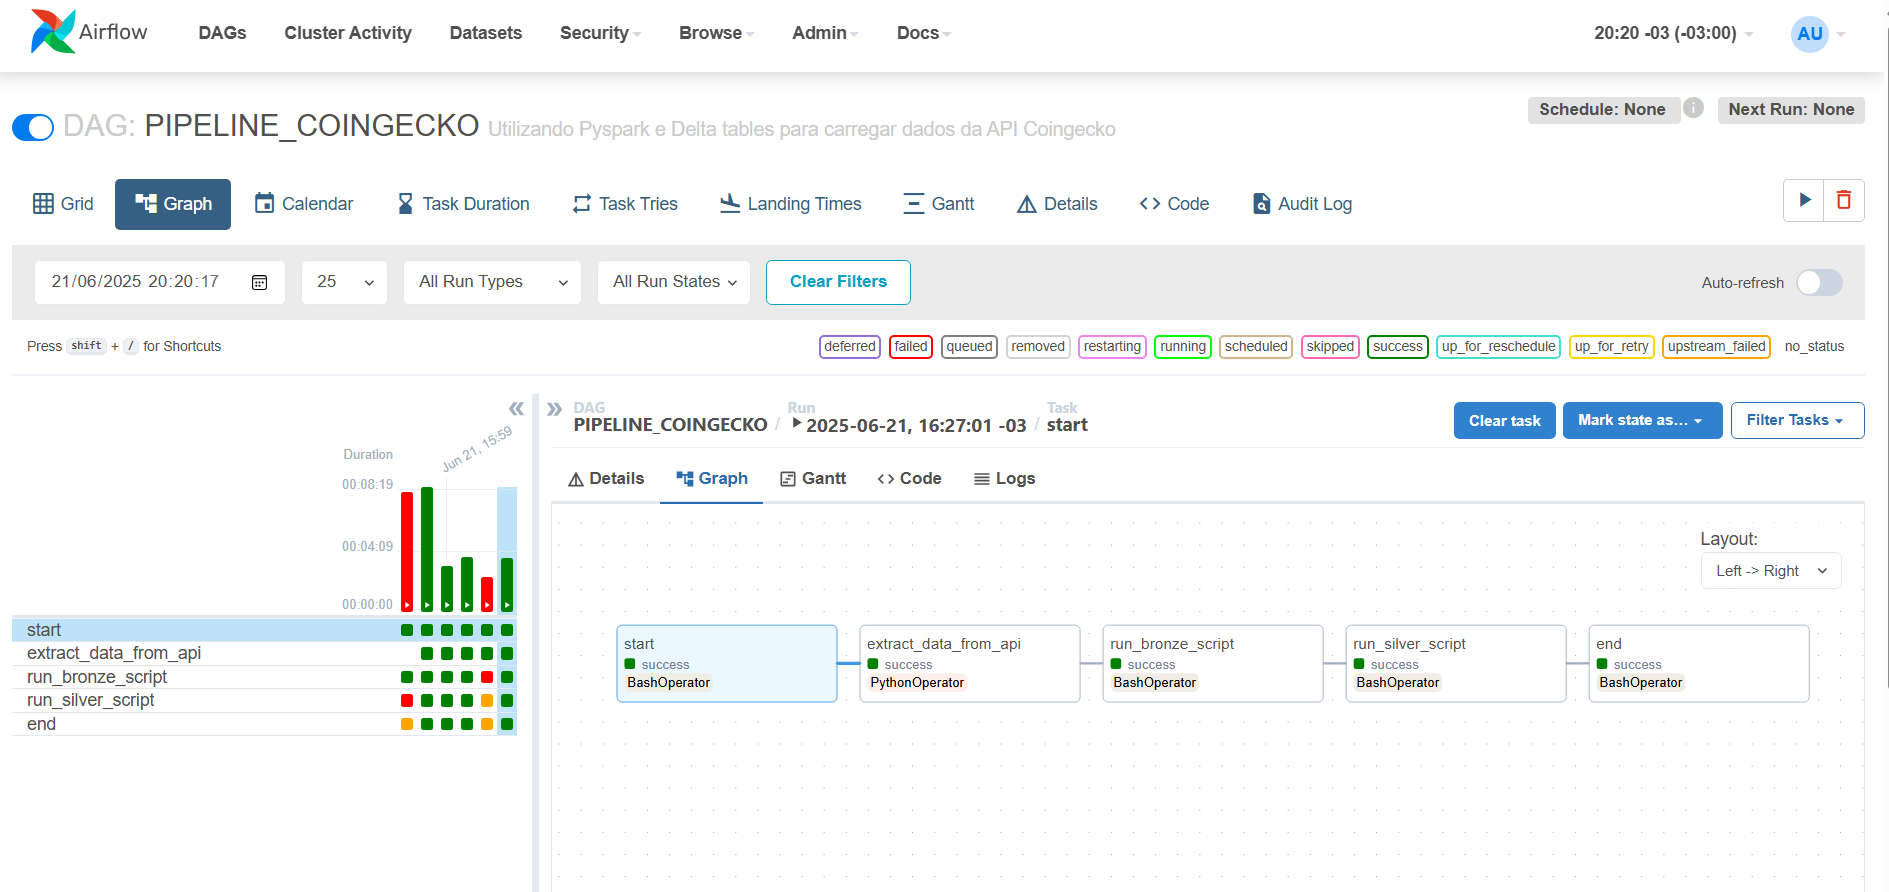 Airflow
DAGs
Cluster Activity
Datasets
Security
Browse
Admin
Docs
20:20 -03 (-03:00)
AU
DAG: PIPELINE_COINGECKO Utilizando Pyspark e Delta tables para carregar dados da API Coingecko
Schedule: None
Next Run: None
Grid
Graph
Calendar
Task Duration
Task Tries
Landing Times
Gantt
Details
<> Code
Audit Log
21/06/2025 20:20:17
25
All Run Types
All Run States
Clear Filters
Auto-refresh
Press shift + / for Shortcuts
deferred
failed
queued
removed
restarting
running
scheduled
skipped
success
up_for_reschedule
up_for_retry
upstream_failed
no_status
Duration
Jun 21, 15:59
00:08:19
00:04:09
00:00:00
start
extract_data_from_api
run_bronze_script
run_silver_script
end
DAG
PIPELINE_COINGECKO
/
Run
2025-06-21, 16:27:01 -03
/
Task
start
Clear task
Mark state as...
Filter Tasks
Details
Graph
Gantt
<> Code
Logs
Layout:
Left -> Right
start
success
BashOperator
extract_data_from_api
success
PythonOperator
run_bronze_script
success
BashOperator
run_silver_script
success
BashOperator
end
success
BashOperator